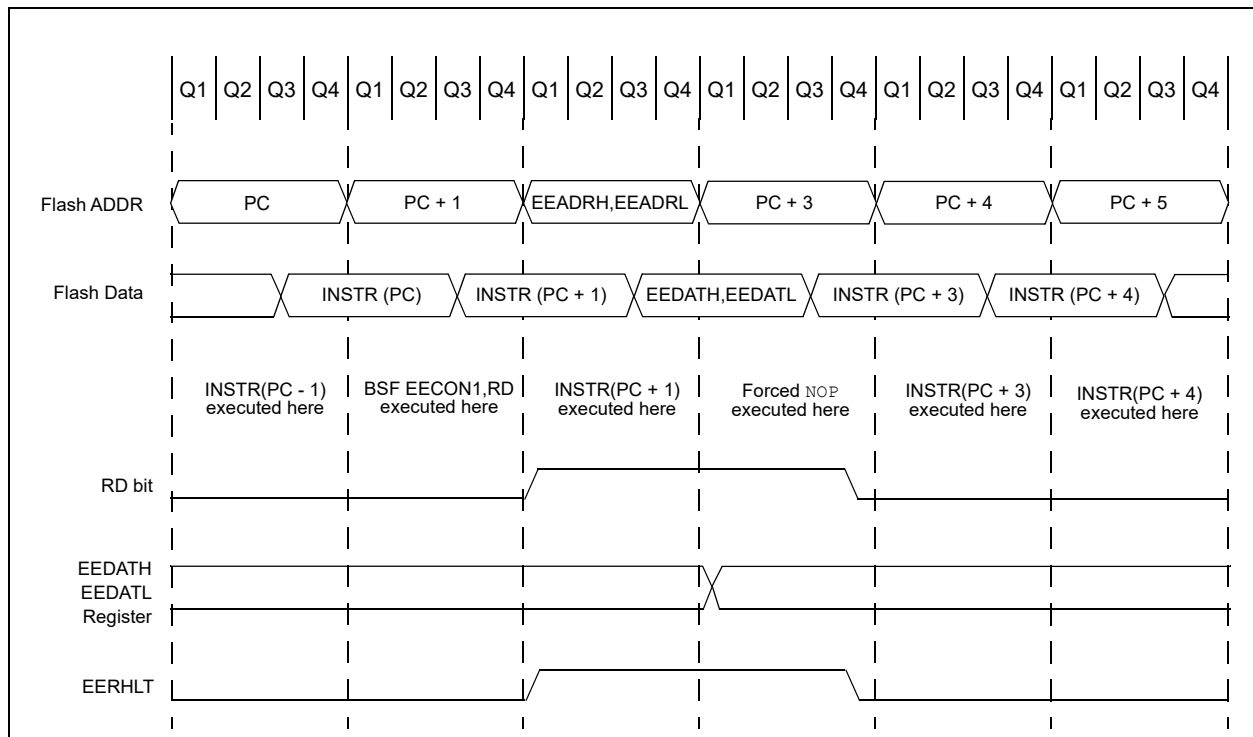 Q1 Q2 Q3 Q4 Q1 Q2 Q3 Q4 Q1 Q2 Q3 Q4 Q1 Q2 Q3 Q4 Q1 Q2 Q3 Q4 Q1 Q2 Q3 Q4
Flash ADDR PC PC + 1 EEADRH,EEADRL PC + 3 PC + 4 PC + 5
Flash Data INSTR (PC) INSTR (PC + 1) EEDATH,EEDATL INSTR (PC + 3) INSTR (PC + 4)
INSTR(PC - 1) BSF EECON1,RD INSTR(PC + 1) Forced NOP INSTR(PC + 3) INSTR(PC + 4)
executed here executed here executed here executed here executed here executed here
RD bit
EEDATH
EEDATL
Register
EERHLT